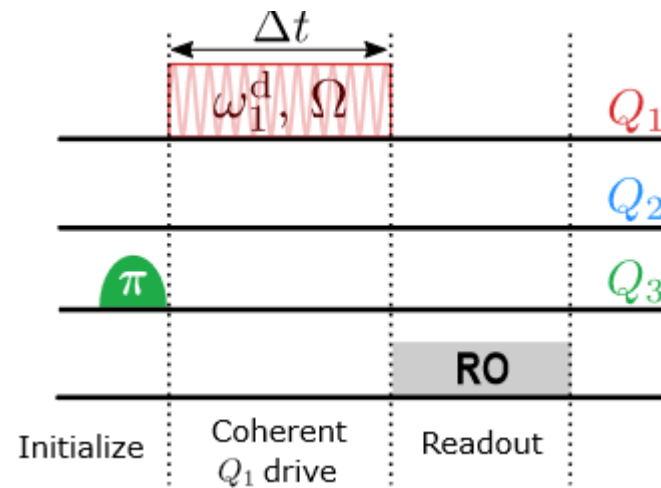 Δt
ω₁ᵈ, Ω
Q₁
Q₂
π
Q₃
RO
Initialize
Coherent
Q₁ drive
Readout